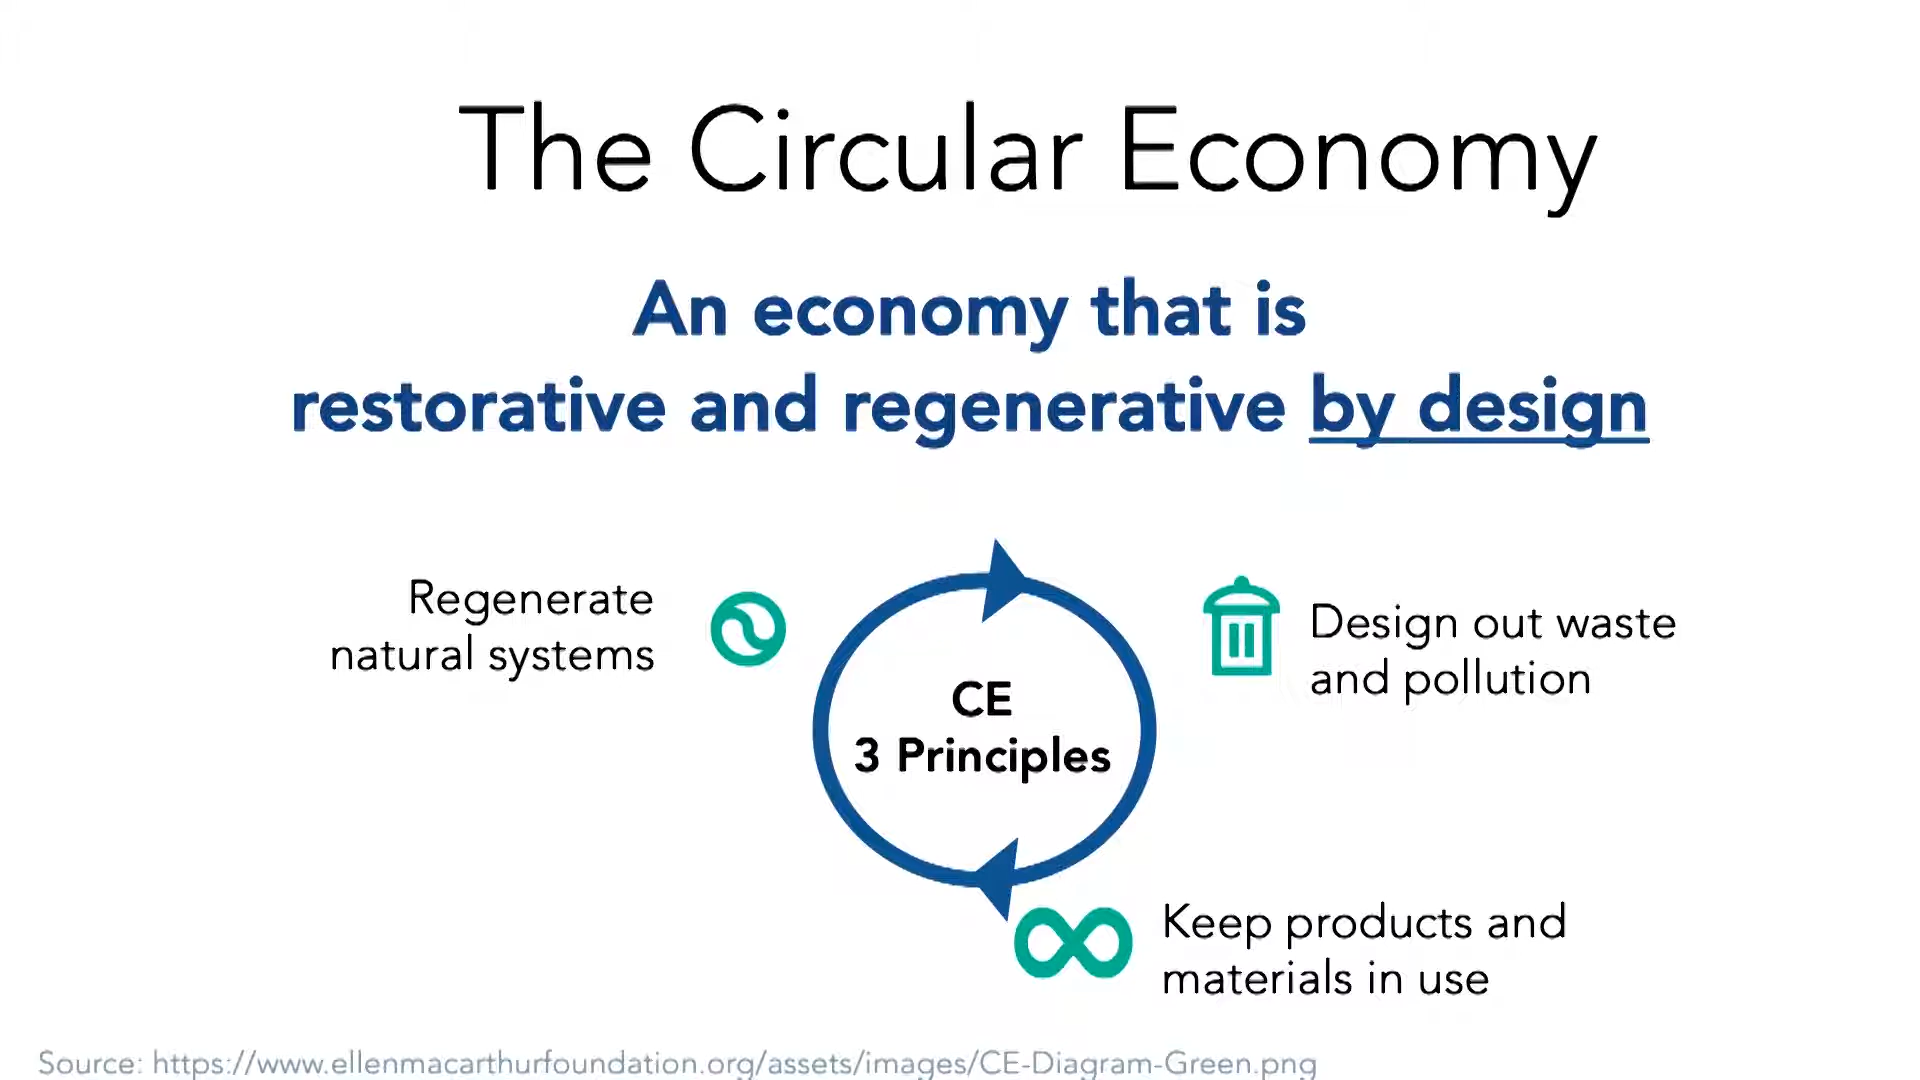 The Circular Economy
An economy that is
restorative and regenerative by design
Regenerate
natural systems
CE
3 Principles
Design out waste
and pollution
Keep products and
materials in use
Source: https://www.ellenmacarthurfoundation.org/assets/images/CE-Diagram-Green.png